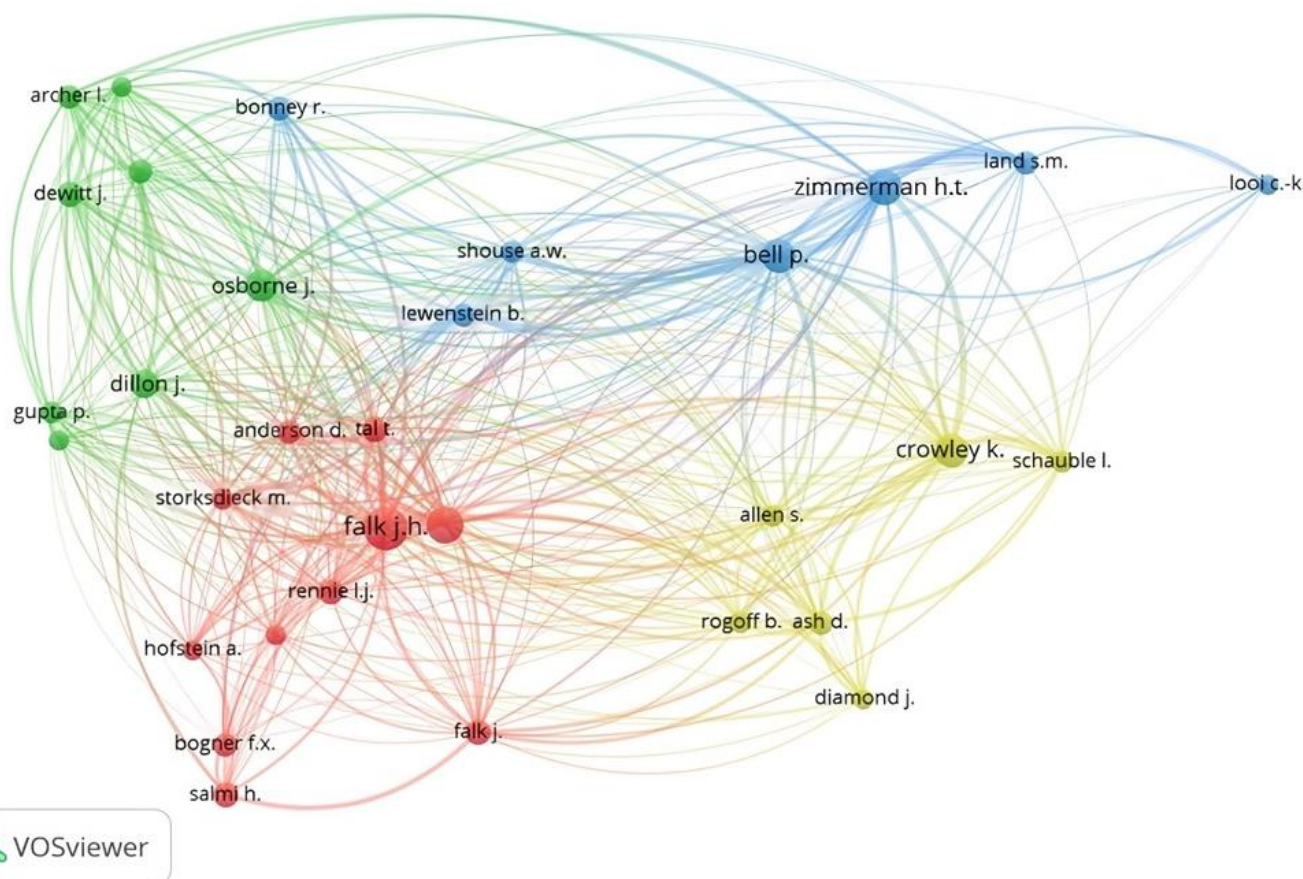 archer l.
bonney r.
land s.m.
looi c.-k
zimmerman h.t.
dewitt j.
shouse a.w.
bell p.
osborne j.
lewenstein b.
dillon j.
gupta p.
anderson d.
tal t.
crowley k.
schauble l.
storksdieck m.
allen s.
falk j.h.
rennie l.j.
rogoff b.
ash d.
hofstein a.
diamond j.
falk j.
bogner f.x.
salmi h.
VOSviewer